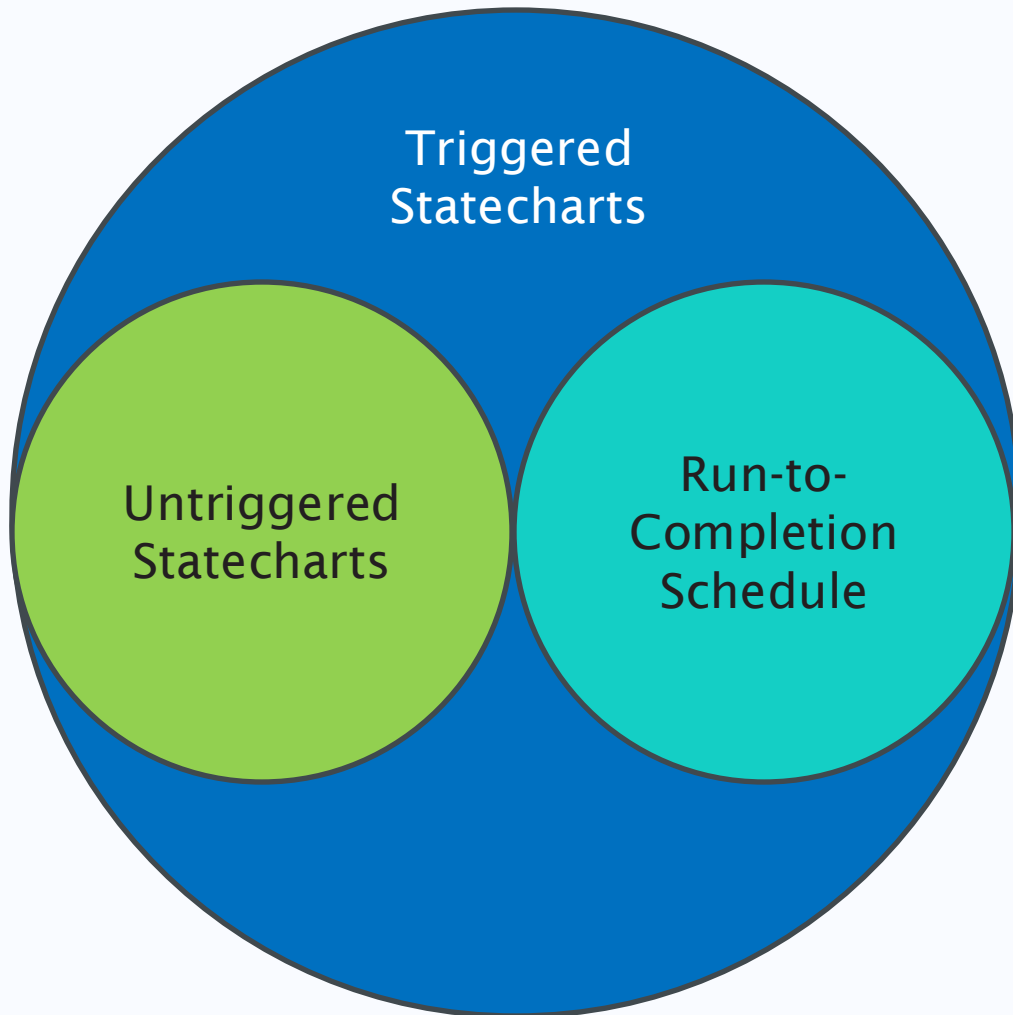 Triggered
Statecharts
Untriggered
Statecharts
Run-to-
Completion
Schedule